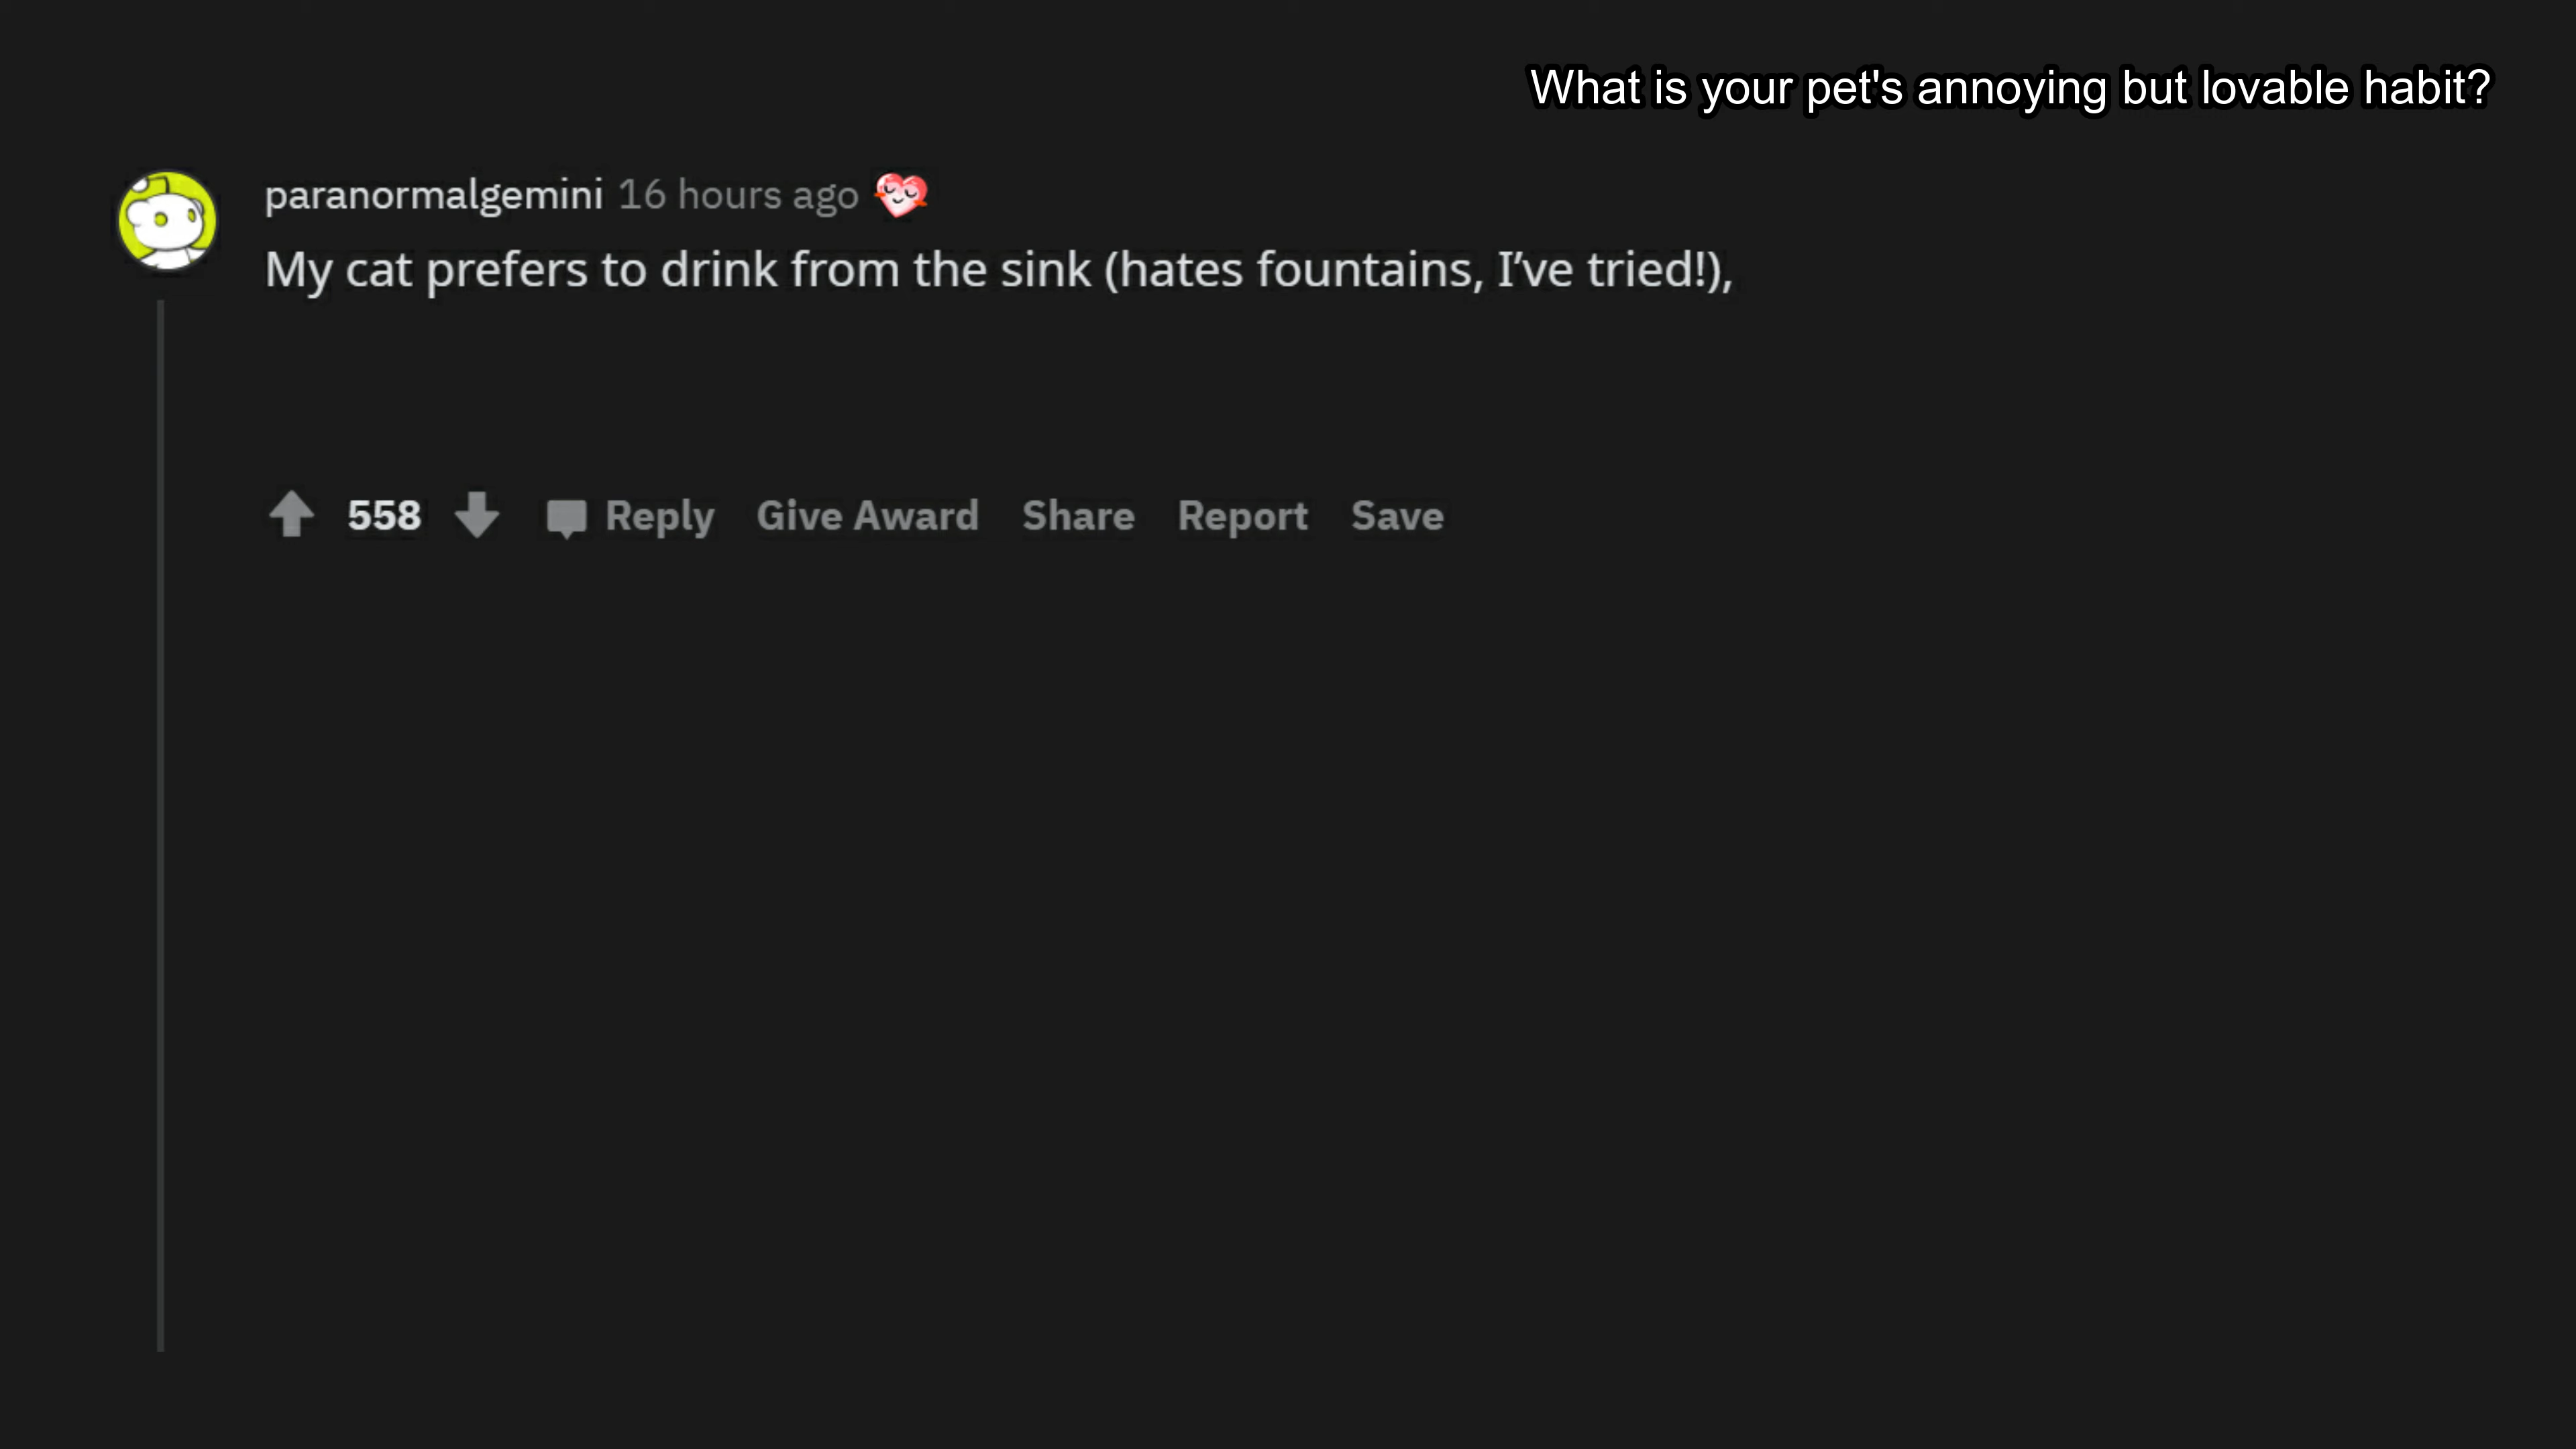 What is your pet's annoying but lovable habit?
paranormalgemini 16 hours ago
My cat prefers to drink from the sink (hates fountains, I’ve tried!),
558 Reply Give Award Share Report Save